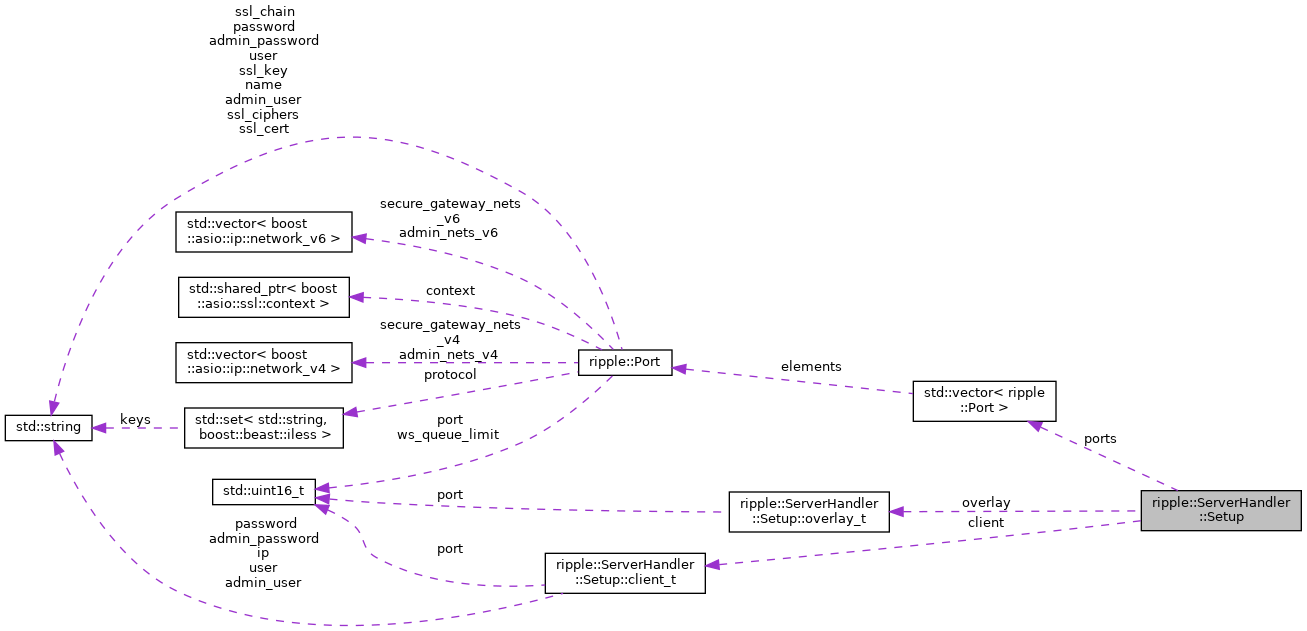 ssl_chain
password
admin_password
user
ssl_key
name
admin_user
ssl_ciphers
ssl_cert
secure_gateway_nets
_v6
admin_nets_v6
std::vector< boost
::asio::ip::network_v6 >
std::shared_ptr< boost
::asio::ssl::context >
context
secure_gateway_nets
_v4
admin_nets_v4
std::vector< boost
::asio::ip::network_v4 >
ripple::Port
elements
protocol
std::vector< ripple
::Port >
std::string
keys
std::set< std::string,
boost::beast::iless >
port
ws_queue_limit
ports
std::uint16_t
port
ripple::ServerHandler
::Setup::overlay_t
overlay
ripple::ServerHandler
::Setup
client
password
admin_password
ip
user
admin_user
port
ripple::ServerHandler
::Setup::client_t